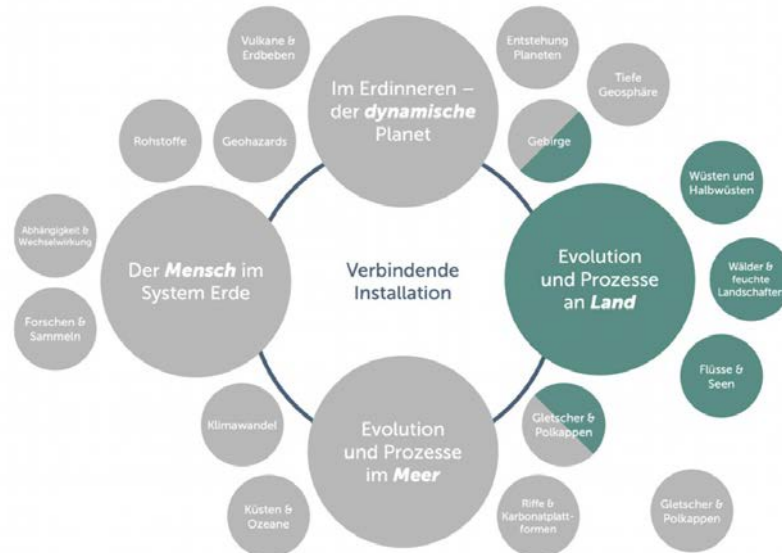 Vulkane &
Erdbeben
Im Erdinneren –
der dynamische
Planet
Entstehung
Planeten
Tiefe
Geosphäre
Rohstoffe
Geohazards
Gebirge
Wüsten und
Halbwüsten
Abhängigkeit &
Wechselwirkung
Der Mensch im
System Erde
Verbindende
Installation
Evolution
und Prozesse
an Land
Wälder &
feuchte
Landschaften
Forschen &
Sammeln
Flüsse &
Seen
Klimawandel
Evolution
und Prozesse
im Meer
Gletscher &
Polkappen
Küsten &
Ozeane
Riffe &
Karbonatplatt-
formen
Gletscher &
Polkappen